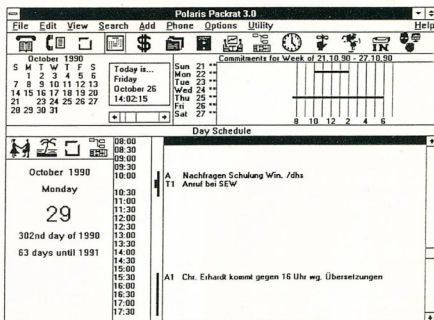 Polaris Packrat 3.0
File Edit View Search Add Phone Options Utility Help
IN
October 1990
S M T W T F S
1 2 3 4 5 6
7 8 9 10 11 12 13
14 15 16 17 18 19 20
21 23 24 25 26 27
28 29 30 31
Today is...
Friday
October 26
14:02:15
Commitments for Week of 21.10.90 - 27.10.90
Sun 21 **
Mon 22 **
Tue 23 **
Wed 24 **
Thu 25 **
Fri 26 **
Sat 27 **
8 10 12 2 4 6
Day Schedule
October 1990
Monday
29
302nd day of 1990
63 days until 1991
08:00
08:30
09:00
09:30
10:00 A Nachfragen Schulung Win. /dhs
T1 Anruf bei SEW
10:30
11:00
11:30
12:00
12:30
13:00
13:30
14:00
14:30
15:00
15:30 A1 Chr. Erhardt kommt gegen 16 Uhr wg. Übersetzungen
16:00
16:30
17:00
17:30